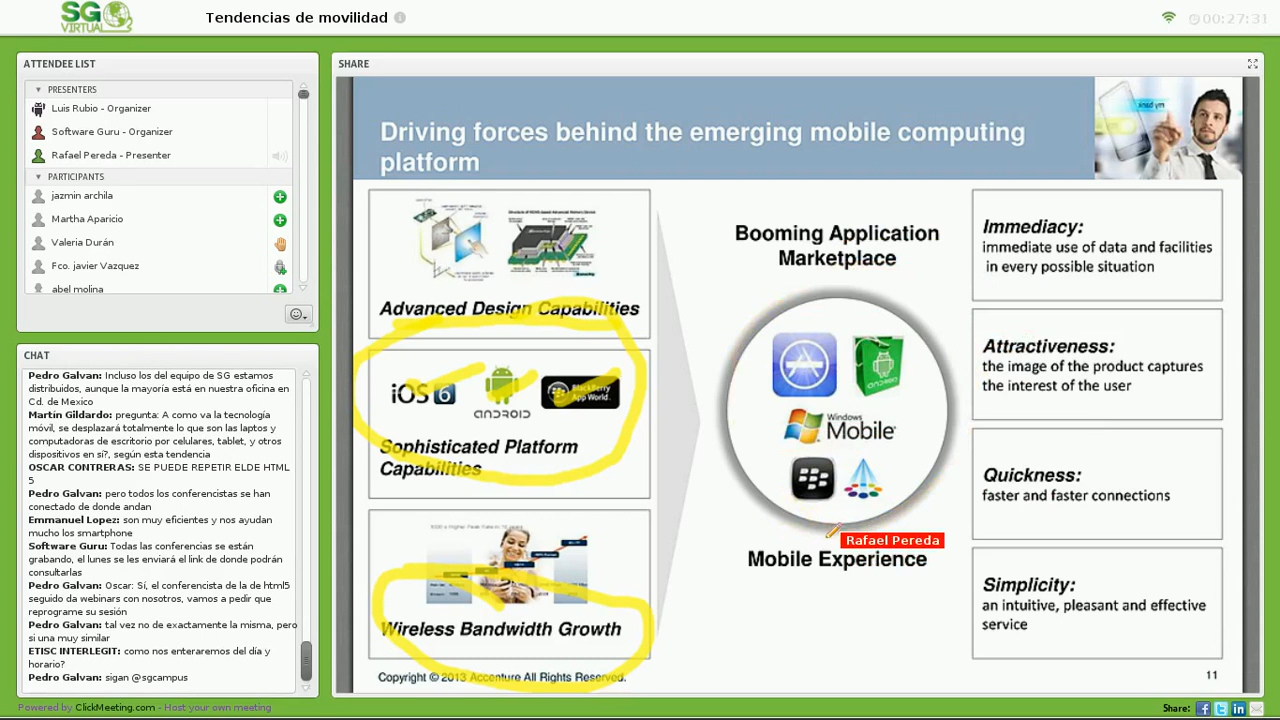 SG
VIRTUAL
Tendencias de movilidad
00:27:31
ATTENDEE LIST
PRESENTERS
Luis Rubio - Organizer
Software Guru - Organizer
Rafael Pereda - Presenter
PARTICIPANTS
jazmin archila
Martha Aparicio
Valeria Durán
Fco. javier Vazquez
abel molina
CHAT
Pedro Galvan: Incluso los del equipo de SG estamos
distribuidos, aunque la mayoría está en nuestra oficina en
Cd. de Mexico
Martín Gildardo: pregunta: A como va la tecnología
móvil, se desplazará totalmente lo que son las laptos y
computadoras de escritorio por celulares, tablet, y otros
dispositivos en sí?, según esta tendencia
OSCAR CONTRERAS: SE PUEDE REPETIR ELDE HTML
5
Pedro Galvan: pero todos los conferencistas se han
conectado de donde andan
Emmanuel Lopez: son muy eficientes y nos ayudan
mucho los smartphone
Software Guru: Todas las conferencias se están
grabando, el lunes se les enviará el link de donde podrán
consultarlas
Pedro Galvan: Oscar: Sí, el conferencista de la de html5
seguido da webinars con nosotros, vamos a pedir que
reprograme su sesión
Pedro Galvan: tal vez no de exactamente la misma, pero
si una muy similar
ETISC INTERLEGIT: como nos enteraremos del día y
horario?
Pedro Galvan: sigan @sgcampus
Powered by ClickMeeting.com - Host your own meeting
SHARE
Driving forces behind the emerging mobile computing
platform
my bank
Advanced Design Capabilities
iOS 6
ANDROID
BlackBerry
App World
Sophisticated Platform
Capabilities
Wireless Bandwidth Growth
Booming Application
Marketplace
Windows
Mobile
Rafael Pereda
Mobile Experience
Immediacy:
immediate use of data and facilities
in every possible situation
Attractiveness:
the image of the product captures
the interest of the user
Quickness:
faster and faster connections
Simplicity:
an intuitive, pleasant and effective
service
Copyright © 2013 Accenture All Rights Reserved.
11
Share: